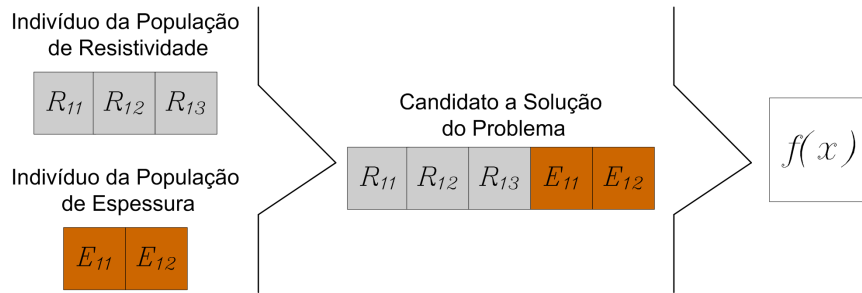 Indivíduo da População
de Resistividade
R11 R12 R13
Indivíduo da População
de Espessura
E11 E12
Candidato a Solução
do Problema
R11 R12 R13 E11 E12
f(x)